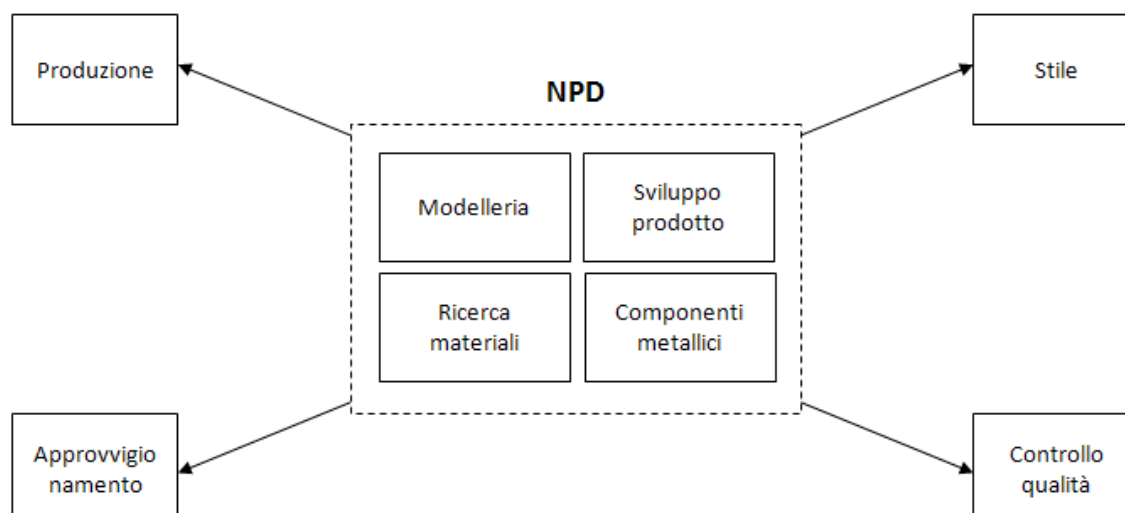 Produzione
Stile
NPD
Modelleria
Sviluppo
prodotto
Ricerca
materiali
Componenti
metallici
Approvvigio
namento
Controllo
qualità